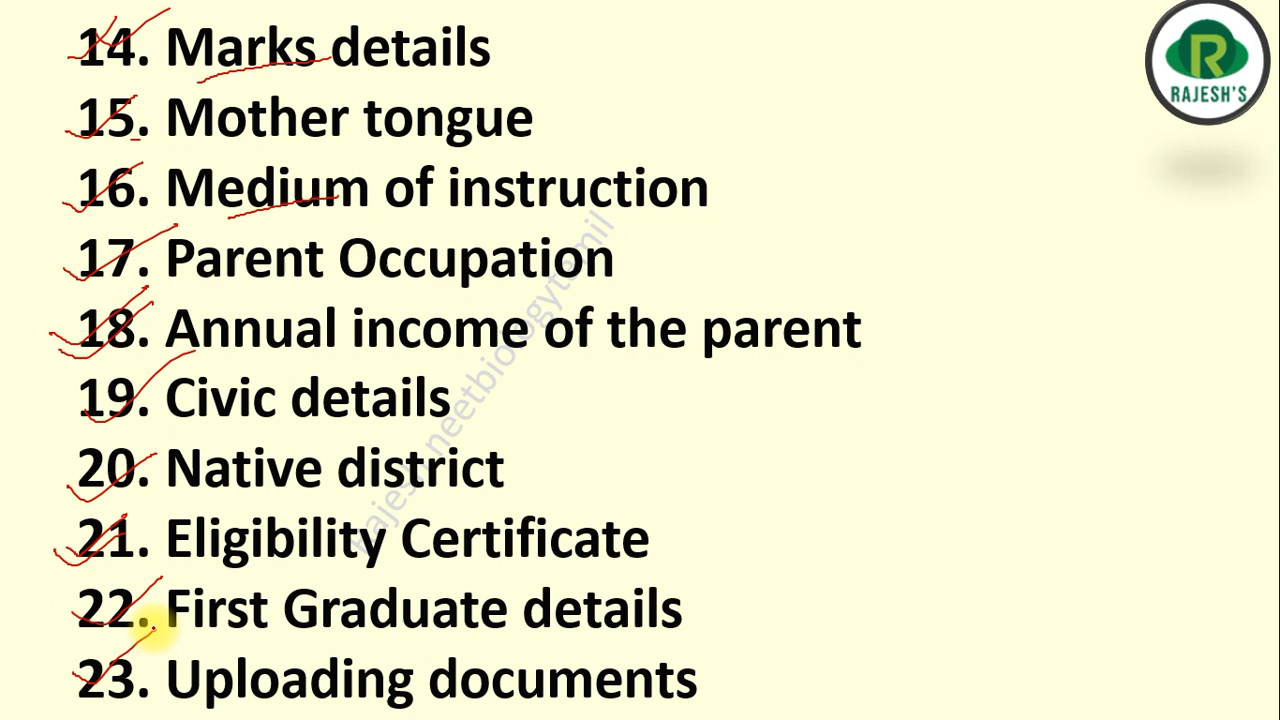 14. Marks details
R
RAJESH'S
15. Mother tongue
16. Medium of instruction
17. Parent Occupation
18. Annual income of the parent
19. Civic details
20. Native district
21. Eligibility Certificate
22. First Graduate details
23. Uploading documents